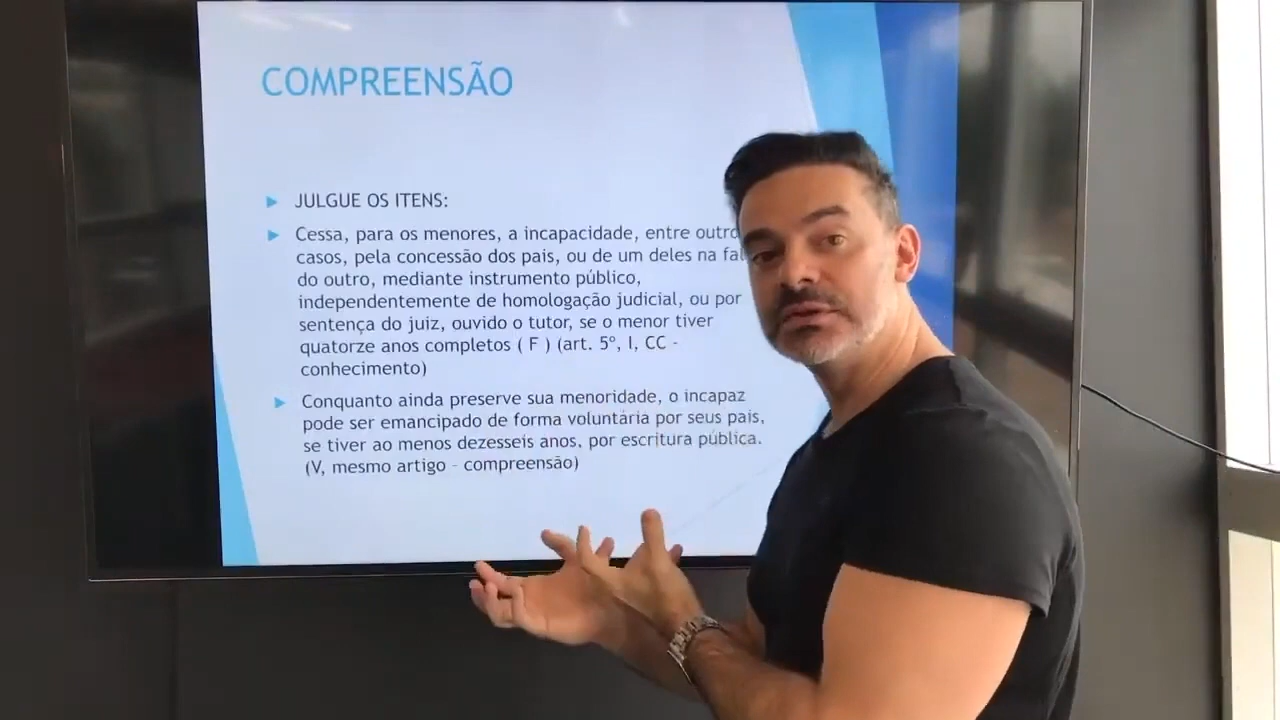 COMPREENSÃO
JULGUE OS ITENS:
Cessa, para os menores, a incapacidade, entre
casos, pela concessão dos pais, ou de um deles na
do outro, mediante instrumento público,
independentemente de homologação judicial, ou por
sentença do juiz, ouvido o tutor, se o menor tiver
quatorze anos completos ( F ) (art. 5º, I, CC -
conhecimento)
Conquanto ainda preserve sua menoridade, o incapaz
pode ser emancipado de forma voluntária por seus pais,
se tiver ao menos dezesseis anos, por escritura pública.
(V, mesmo artigo – compreensão)